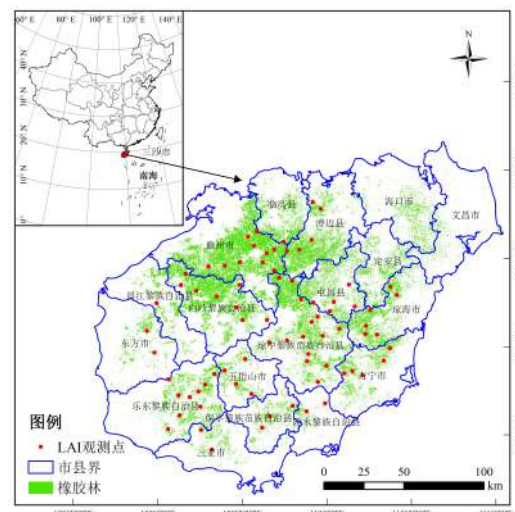 60° E 80° E 100° E 120° E 140° E
40° N
30° N
20° N
10° N
0°
三沙市
南海
N
临高县
澄迈县
海口市
文昌市
儋州市
定安县
屯昌县
昌江黎族自治县
白沙黎族自治县
琼海市
东方市
琼中黎族苗族自治县
五指山市
万宁市
乐东黎族自治县
保亭黎族苗族自治县
陵水黎族自治县
三亚市
图例
LAI观测点
市县界
橡胶林
0 25 50 100
km